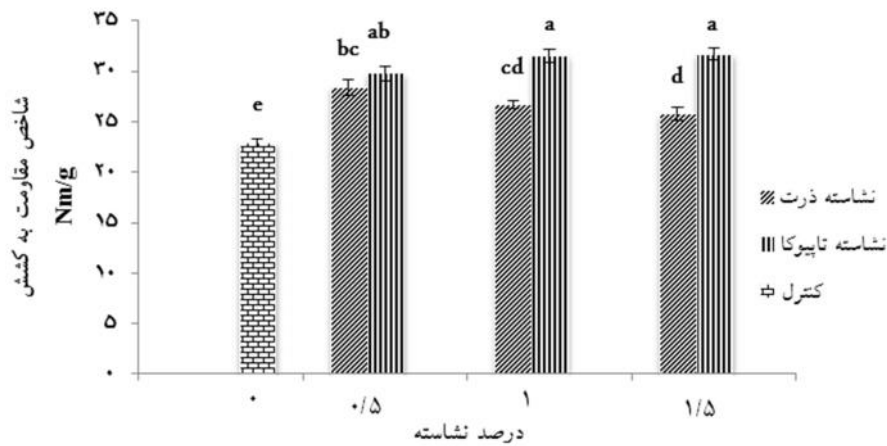 شاخص مقاومت به کشش
Nm/g
۳۵
۳۰
۲۵
۲۰
۱۵
۱۰
۵
۰
e
bc
ab
cd
a
d
a
۰
۰/۵
۱
۱/۵
درصد نشاسته
نشاسته ذرت
نشاسته تاپیوکا
کنترل